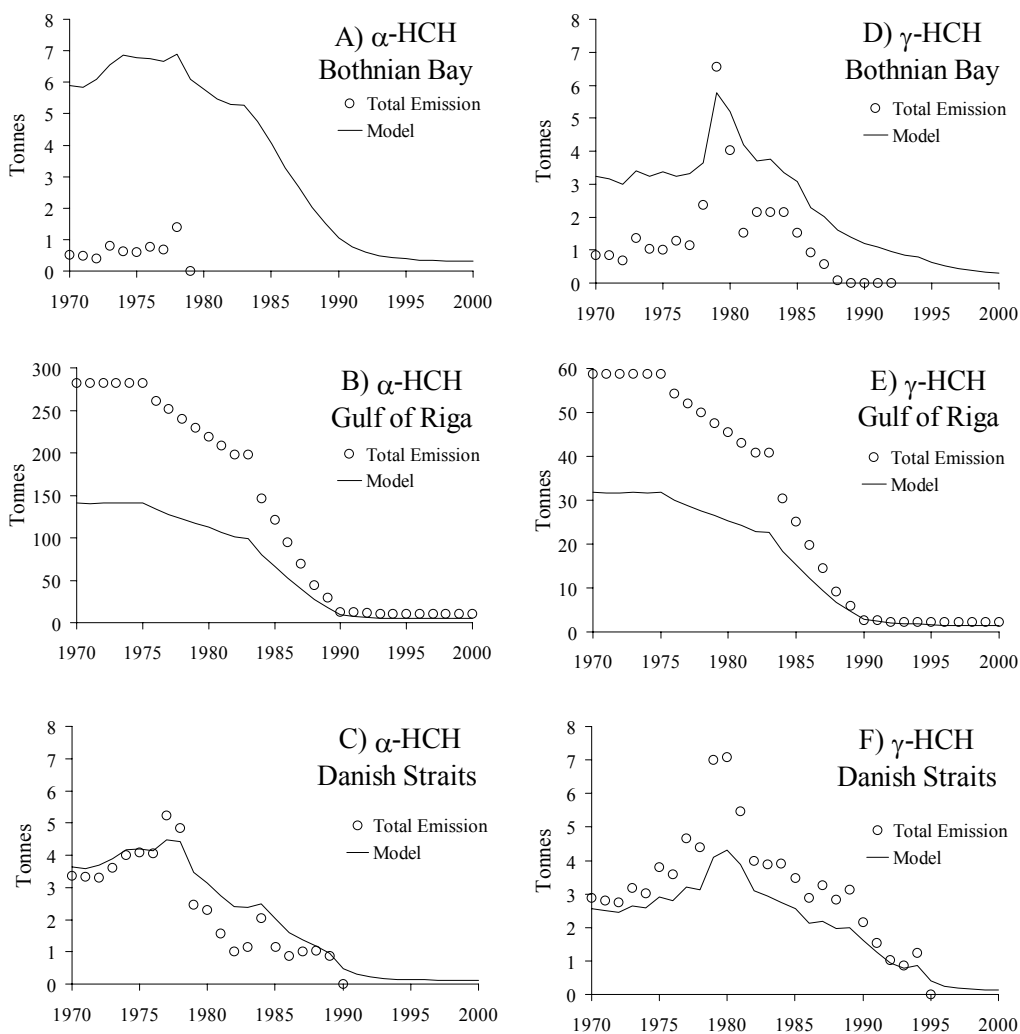 A) α-HCH
Bothnian Bay
Total Emission
Model
Tonnes
8
7
6
5
4
3
2
1
0
1970 1975 1980 1985 1990 1995 2000
D) γ-HCH
Bothnian Bay
Total Emission
Model
Tonnes
8
7
6
5
4
3
2
1
0
1970 1975 1980 1985 1990 1995 2000
B) α-HCH
Gulf of Riga
Total Emission
Model
Tonnes
300
250
200
150
100
50
0
1970 1975 1980 1985 1990 1995 2000
E) γ-HCH
Gulf of Riga
Total Emission
Model
Tonnes
60
50
40
30
20
10
0
1970 1975 1980 1985 1990 1995 2000
C) α-HCH
Danish Straits
Total Emission
Model
Tonnes
8
7
6
5
4
3
2
1
0
1970 1975 1980 1985 1990 1995 2000
F) γ-HCH
Danish Straits
Total Emission
Model
Tonnes
8
7
6
5
4
3
2
1
0
1970 1975 1980 1985 1990 1995 2000